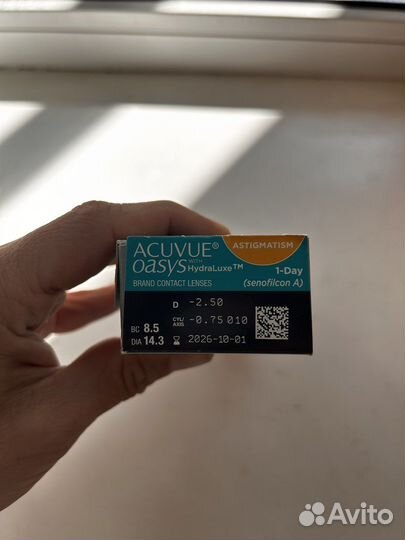 ACUVUE® ASTIGMATISM
oasys WITH HydraLuxe™ 1-Day
BRAND CONTACT LENSES (senofilcon A)
D -2.50
BC 8.5 CYL/AXIS -0.75 010
DIA 14.3 2026-10-01
Avito